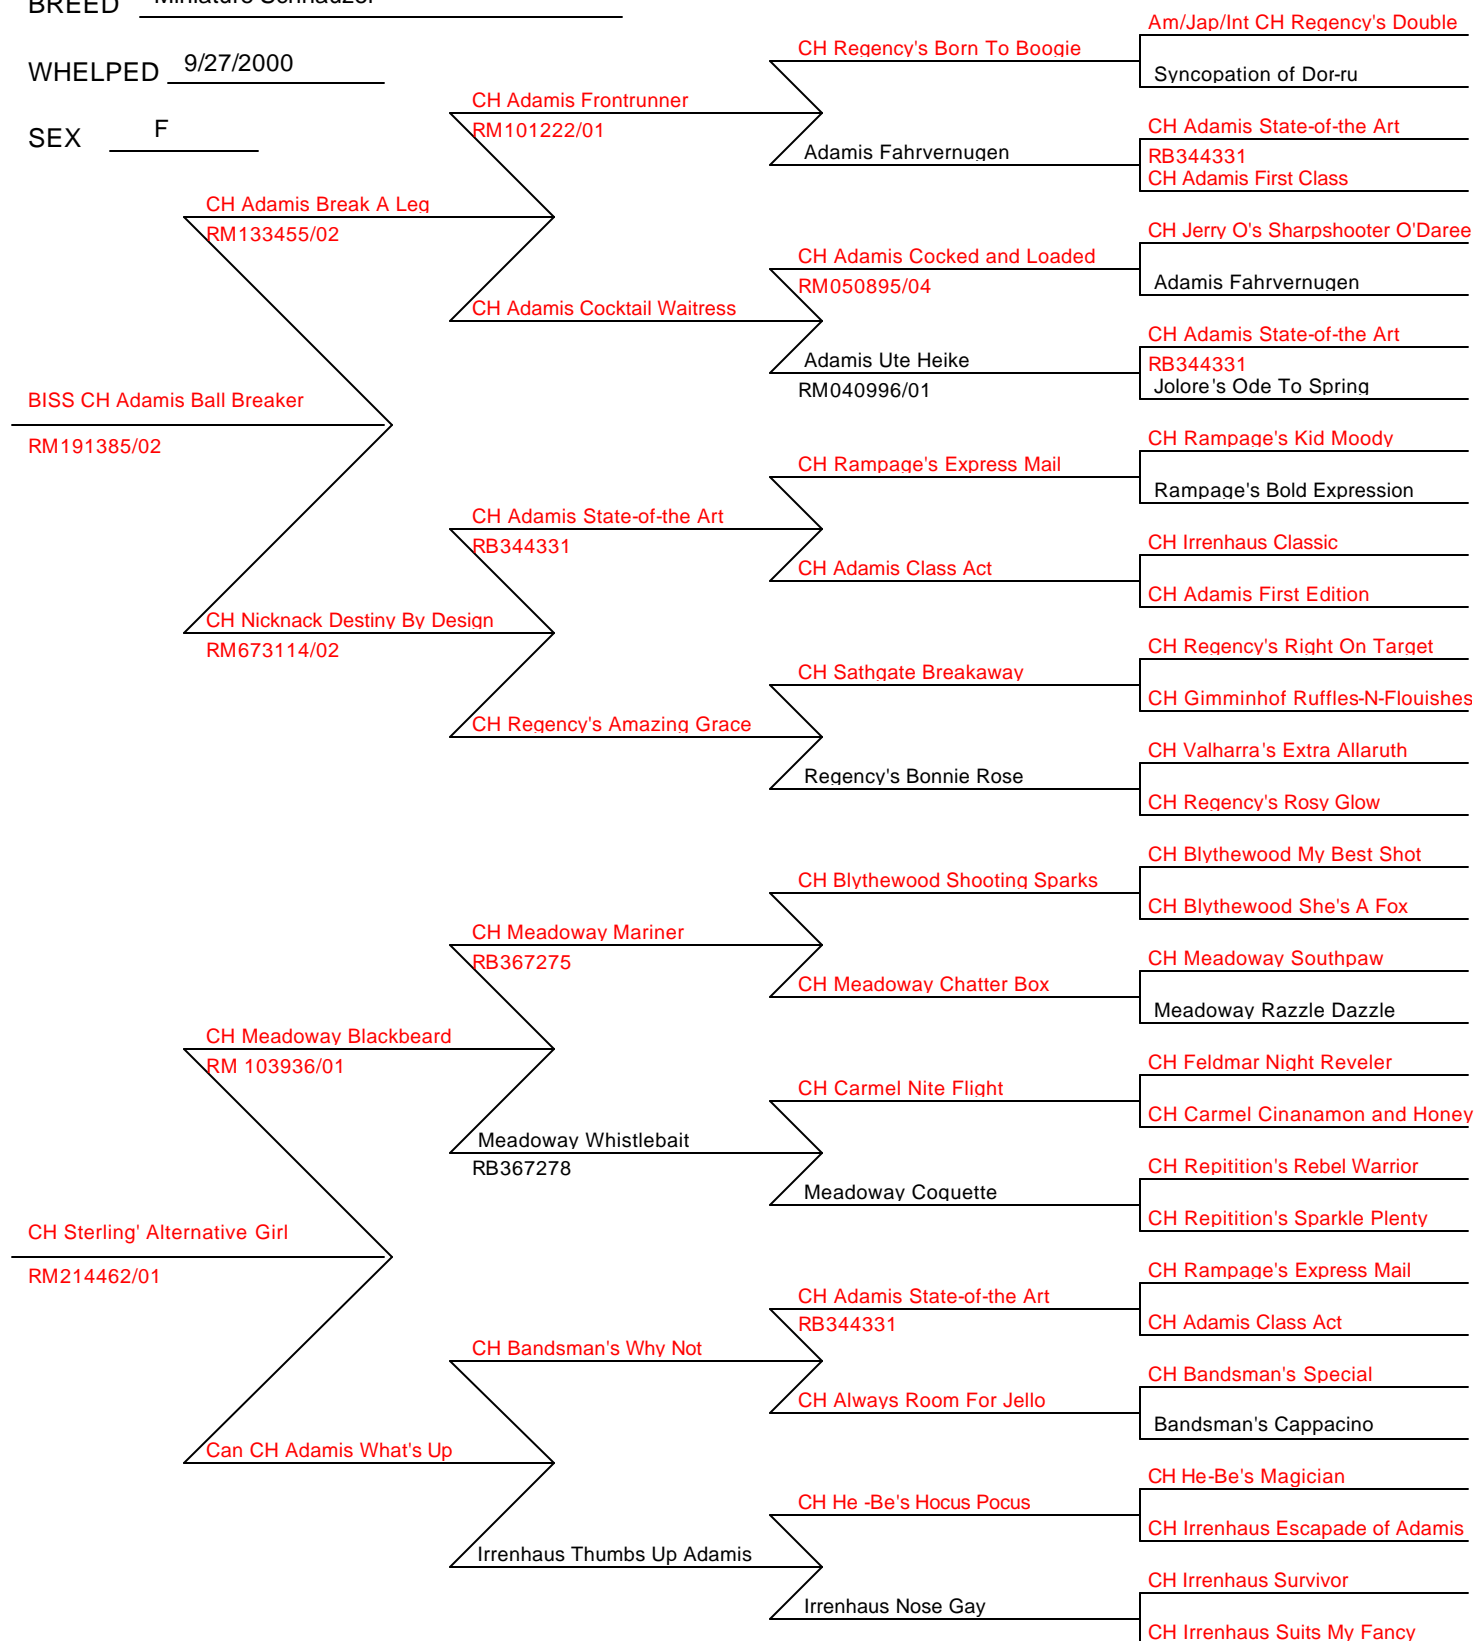 BREED Miniature Schnauzer
WHELPED 9/27/2000
SEX F
BISS CH Adamis Ball Breaker
RM191385/02
CH Sterling' Alternative Girl
RM214462/01
CH Adamis Break A Leg
RM133455/02
CH Nicknack Destiny By Design
RM673114/02
CH Meadoway Blackbeard
RM 103936/01
Can CH Adamis What's Up
CH Adamis Frontrunner
RM101222/01
CH Adamis Cocktail Waitress
CH Adamis State-of-the Art
RB344331
CH Regency's Amazing Grace
CH Meadoway Mariner
RB367275
Meadoway Whistlebait
RB367278
CH Bandsman's Why Not
Irrenhaus Thumbs Up Adamis
CH Regency's Born To Boogie
Adamis Fahrvernugen
CH Adamis Cocked and Loaded
RM050895/04
Adamis Ute Heike
RM040996/01
CH Rampage's Express Mail
CH Adamis Class Act
CH Sathgate Breakaway
Regency's Bonnie Rose
CH Blythewood Shooting Sparks
CH Meadoway Chatter Box
CH Carmel Nite Flight
Meadoway Coquette
CH Adamis State-of-the Art
RB344331
CH Always Room For Jello
CH He -Be's Hocus Pocus
Irrenhaus Nose Gay
Am/Jap/Int CH Regency's Double
Syncopation of Dor-ru
CH Adamis State-of-the Art
RB344331
CH Adamis First Class
CH Jerry O's Sharpshooter O'Daree
Adamis Fahrvernugen
CH Adamis State-of-the Art
RB344331
Jolore's Ode To Spring
CH Rampage's Kid Moody
Rampage's Bold Expression
CH Irrenhaus Classic
CH Adamis First Edition
CH Regency's Right On Target
CH Gimminhof Ruffles-N-Flouishes
CH Valharra's Extra Allaruth
CH Regency's Rosy Glow
CH Blythewood My Best Shot
CH Blythewood She's A Fox
CH Meadoway Southpaw
Meadoway Razzle Dazzle
CH Feldmar Night Reveler
CH Carmel Cinanamon and Honey
CH Repitition's Rebel Warrior
CH Repitition's Sparkle Plenty
CH Rampage's Express Mail
CH Adamis Class Act
CH Bandsman's Special
Bandsman's Cappacino
CH He-Be's Magician
CH Irrenhaus Escapade of Adamis
CH Irrenhaus Survivor
CH Irrenhaus Suits My Fancy